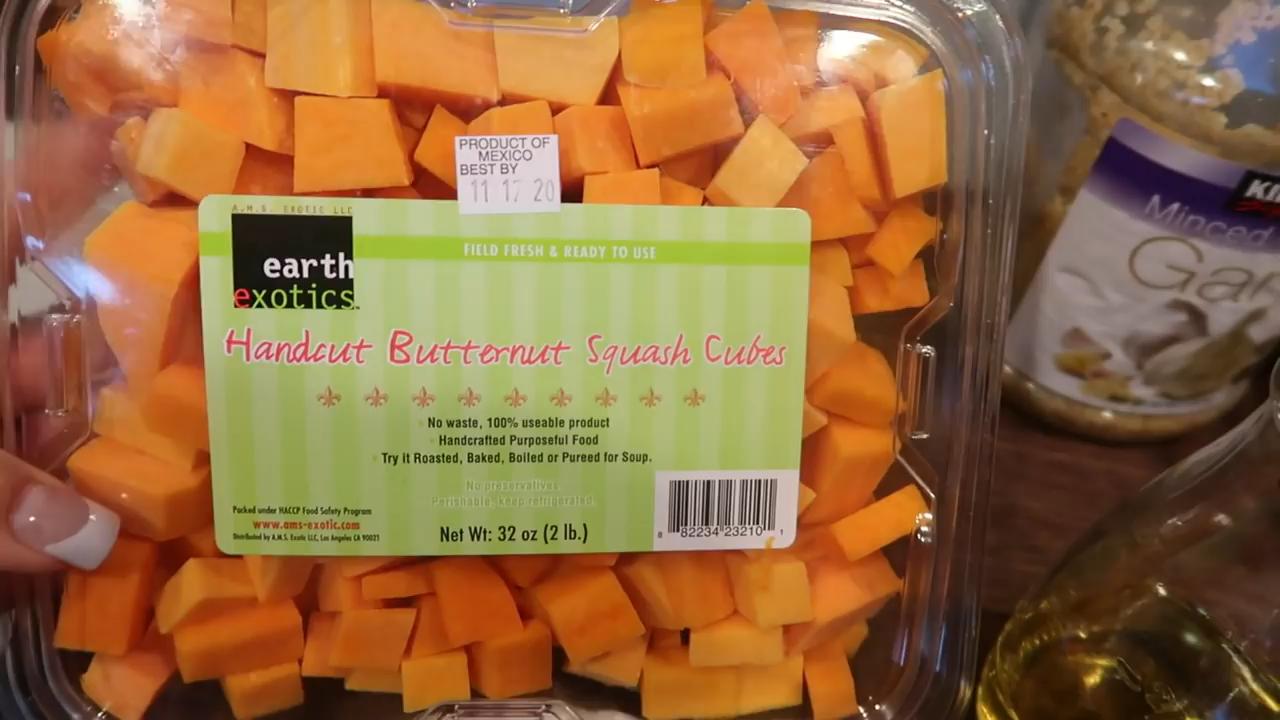 PRODUCT OF
MEXICO
BEST BY
11 17 20
A.M.S. EXOTIC LLC
earth
exotics
FIELD FRESH & READY TO USE
Handcut Butternut Squash Cubes
No waste, 100% useable product
Handcrafted Purposeful Food
Try it Roasted, Baked, Boiled or Pureed for Soup.
No preservatives.
Perishable, keep refrigerated.
Packed under HACCP Food Safety Program
www.ams-exotic.com
Distributed by A.M.S. Exotic LLC, Los Angeles CA 90021
Net Wt: 32 oz (2 lb.)
8 82234 23210 1
Minced